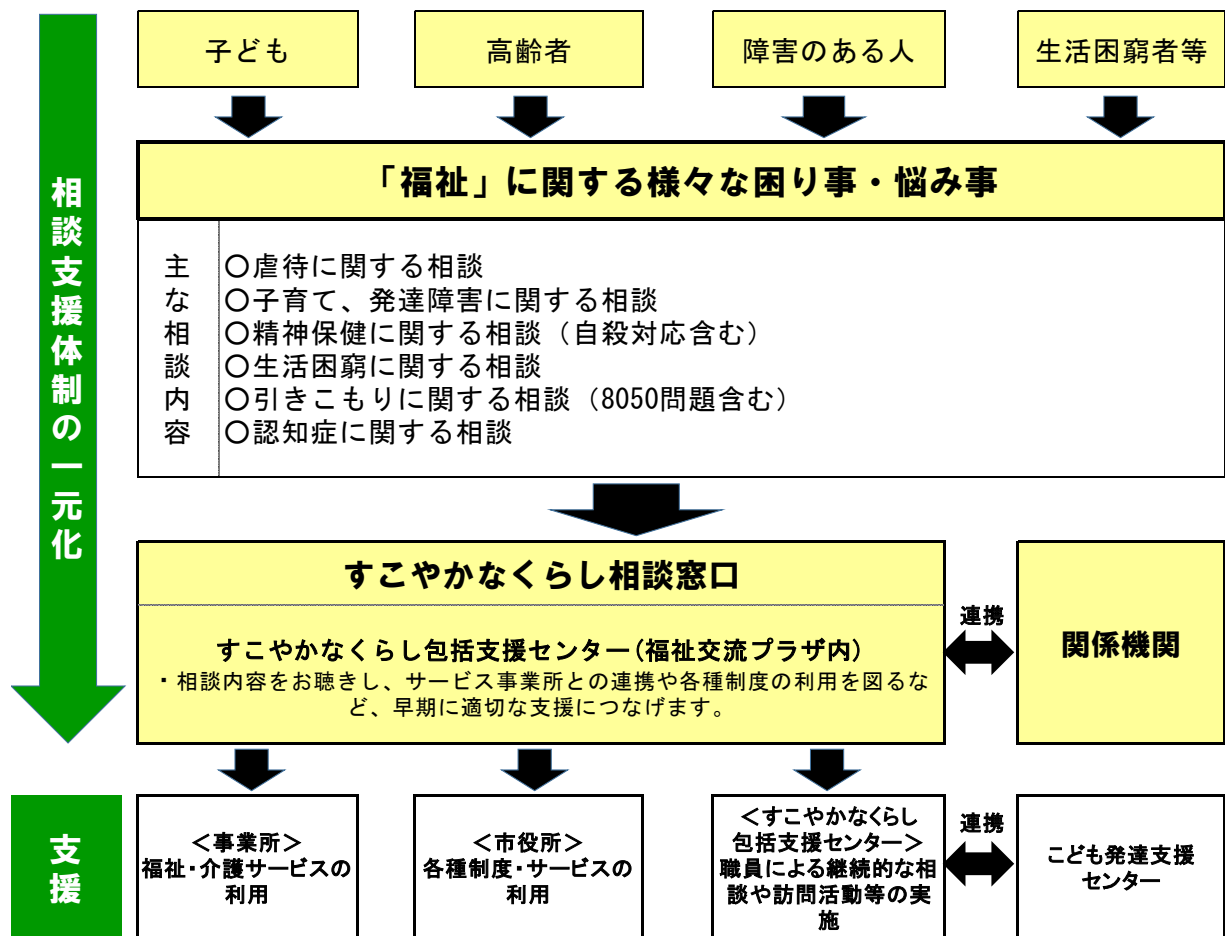 子ども
高齢者
障害のある人
生活困窮者等
相談支援体制の一元化
「福祉」に関する様々な困り事・悩み事
主な相談内容
〇虐待に関する相談
〇子育て、発達障害に関する相談
〇精神保健に関する相談（自殺対応含む）
〇生活困窮に関する相談
〇引きこもりに関する相談（8050問題含む）
〇認知症に関する相談
すこやかなくらし相談窓口
すこやかなくらし包括支援センター(福祉交流プラザ内)
・相談内容をお聴きし、サービス事業所との連携や各種制度の利用を図るな
ど、早期に適切な支援につなげます。
連携
関係機関
支援
＜事業所＞
福祉・介護サービスの
利用
＜市役所＞
各種制度・サービスの
利用
＜すこやかなくらし
包括支援センター＞
職員による継続的な相
談や訪問活動等の実
施
連携
こども発達支援
センター